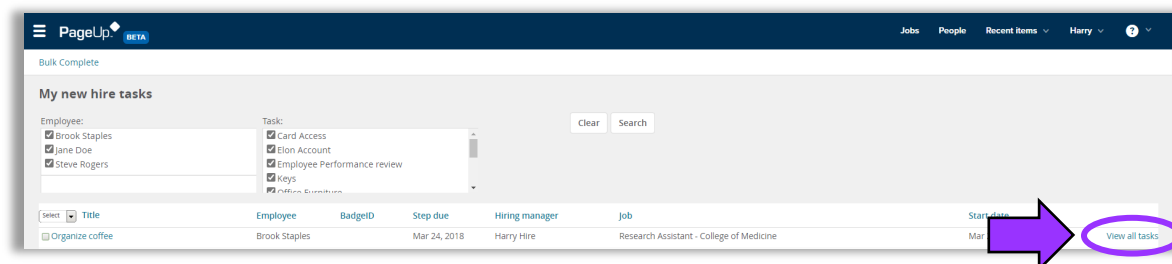 PageUp BETA Jobs People Recent items Harry ?
Bulk Complete
My new hire tasks
Employee: Task: Clear Search
Brook Staples Card Access
Jane Doe Elon Account
Steve Rogers Employee Performance review
Keys
Office Furniture
Select Title Employee BadgeID Step due Hiring manager Job Start date
Organize coffee Brook Staples Mar 24, 2018 Harry Hire Research Assistant - College of Medicine Mar View all tasks